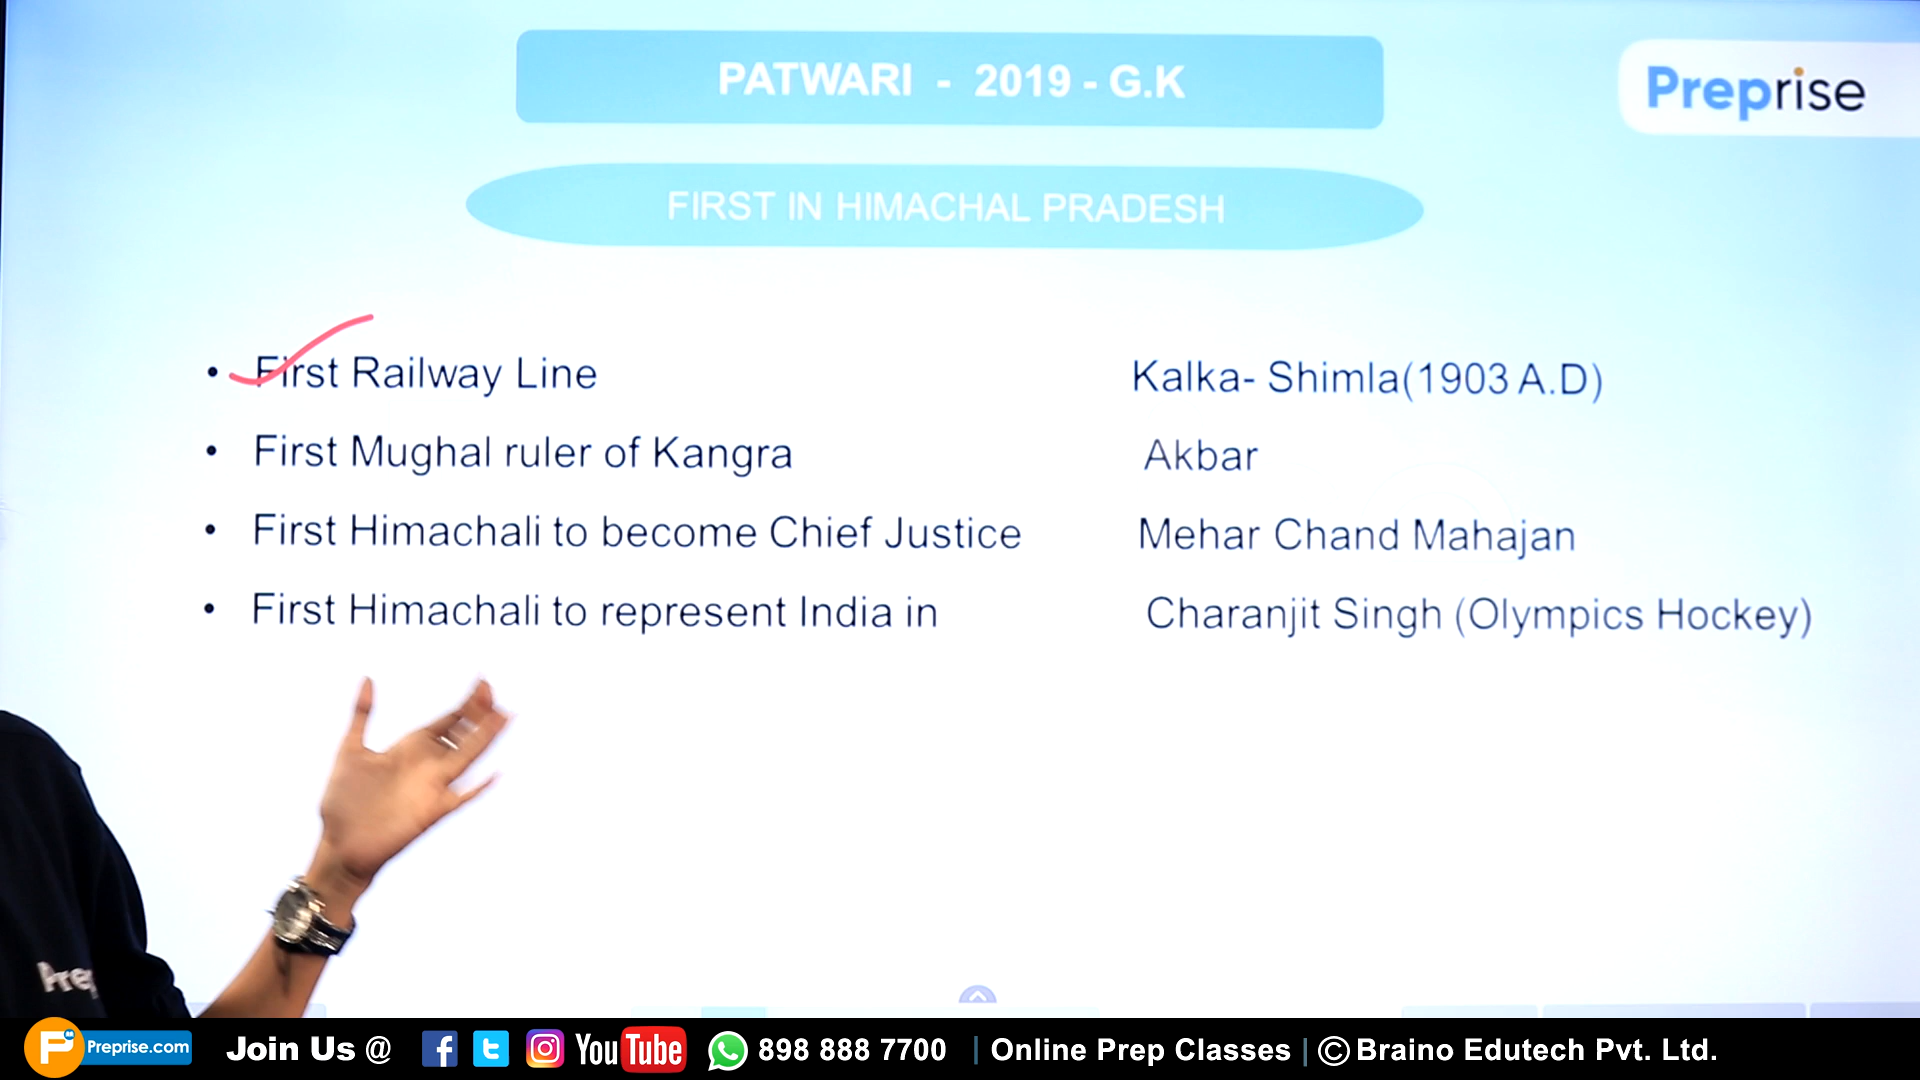 PATWARI - 2019 - G.K
Preprise
FIRST IN HIMACHAL PRADESH
• First Railway Line Kalka- Shimla(1903 A.D)
• First Mughal ruler of Kangra Akbar
• First Himachali to become Chief Justice Mehar Chand Mahajan
• First Himachali to represent India in Charanjit Singh (Olympics Hockey)
Prep
P Preprise.com Join Us @ YouTube 898 888 7700 | Online Prep Classes | © Braino Edutech Pvt. Ltd.